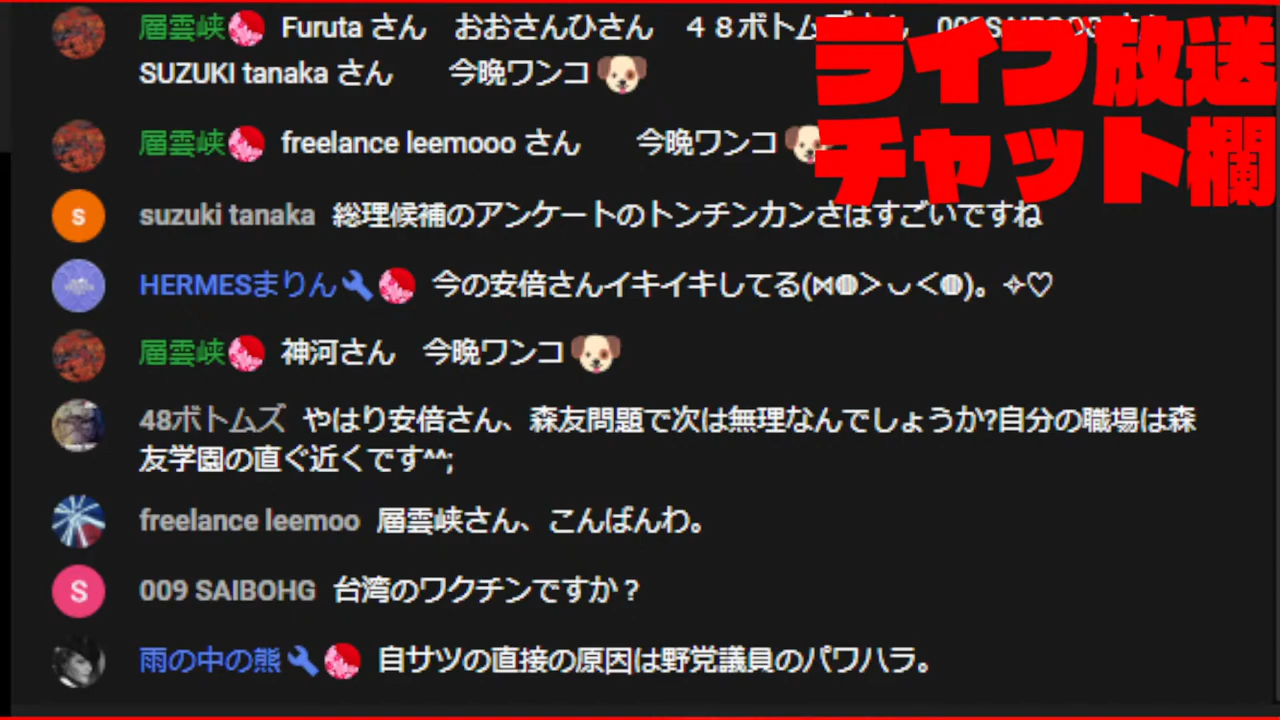 層雲峡 Furuta さん おおさんひさん ４８ボトムズさん 009SAIBOOG さん
ライブ放送
SUZUKI tanaka さん 今晩ワンコ
層雲峡 freelance leemooo さん 今晩ワンコ
チャット欄
S suzuki tanaka 総理候補のアンケートのトンチンカンさはすごいですね
HERMESまりん 今の安倍さんイキイキしてる(⋈◍＞◡＜◍)。✧♡
層雲峡 神河さん 今晩ワンコ
48ボトムズ やはり安倍さん、森友問題で次は無理なんでしょうか?自分の職場は森
友学園の直ぐ近くです^^;
freelance leemoo 層雲峡さん、こんばんわ。
S 009 SAIBOHG 台湾のワクチンですか？
雨の中の熊 自サツの直接の原因は野党議員のパワハラ。